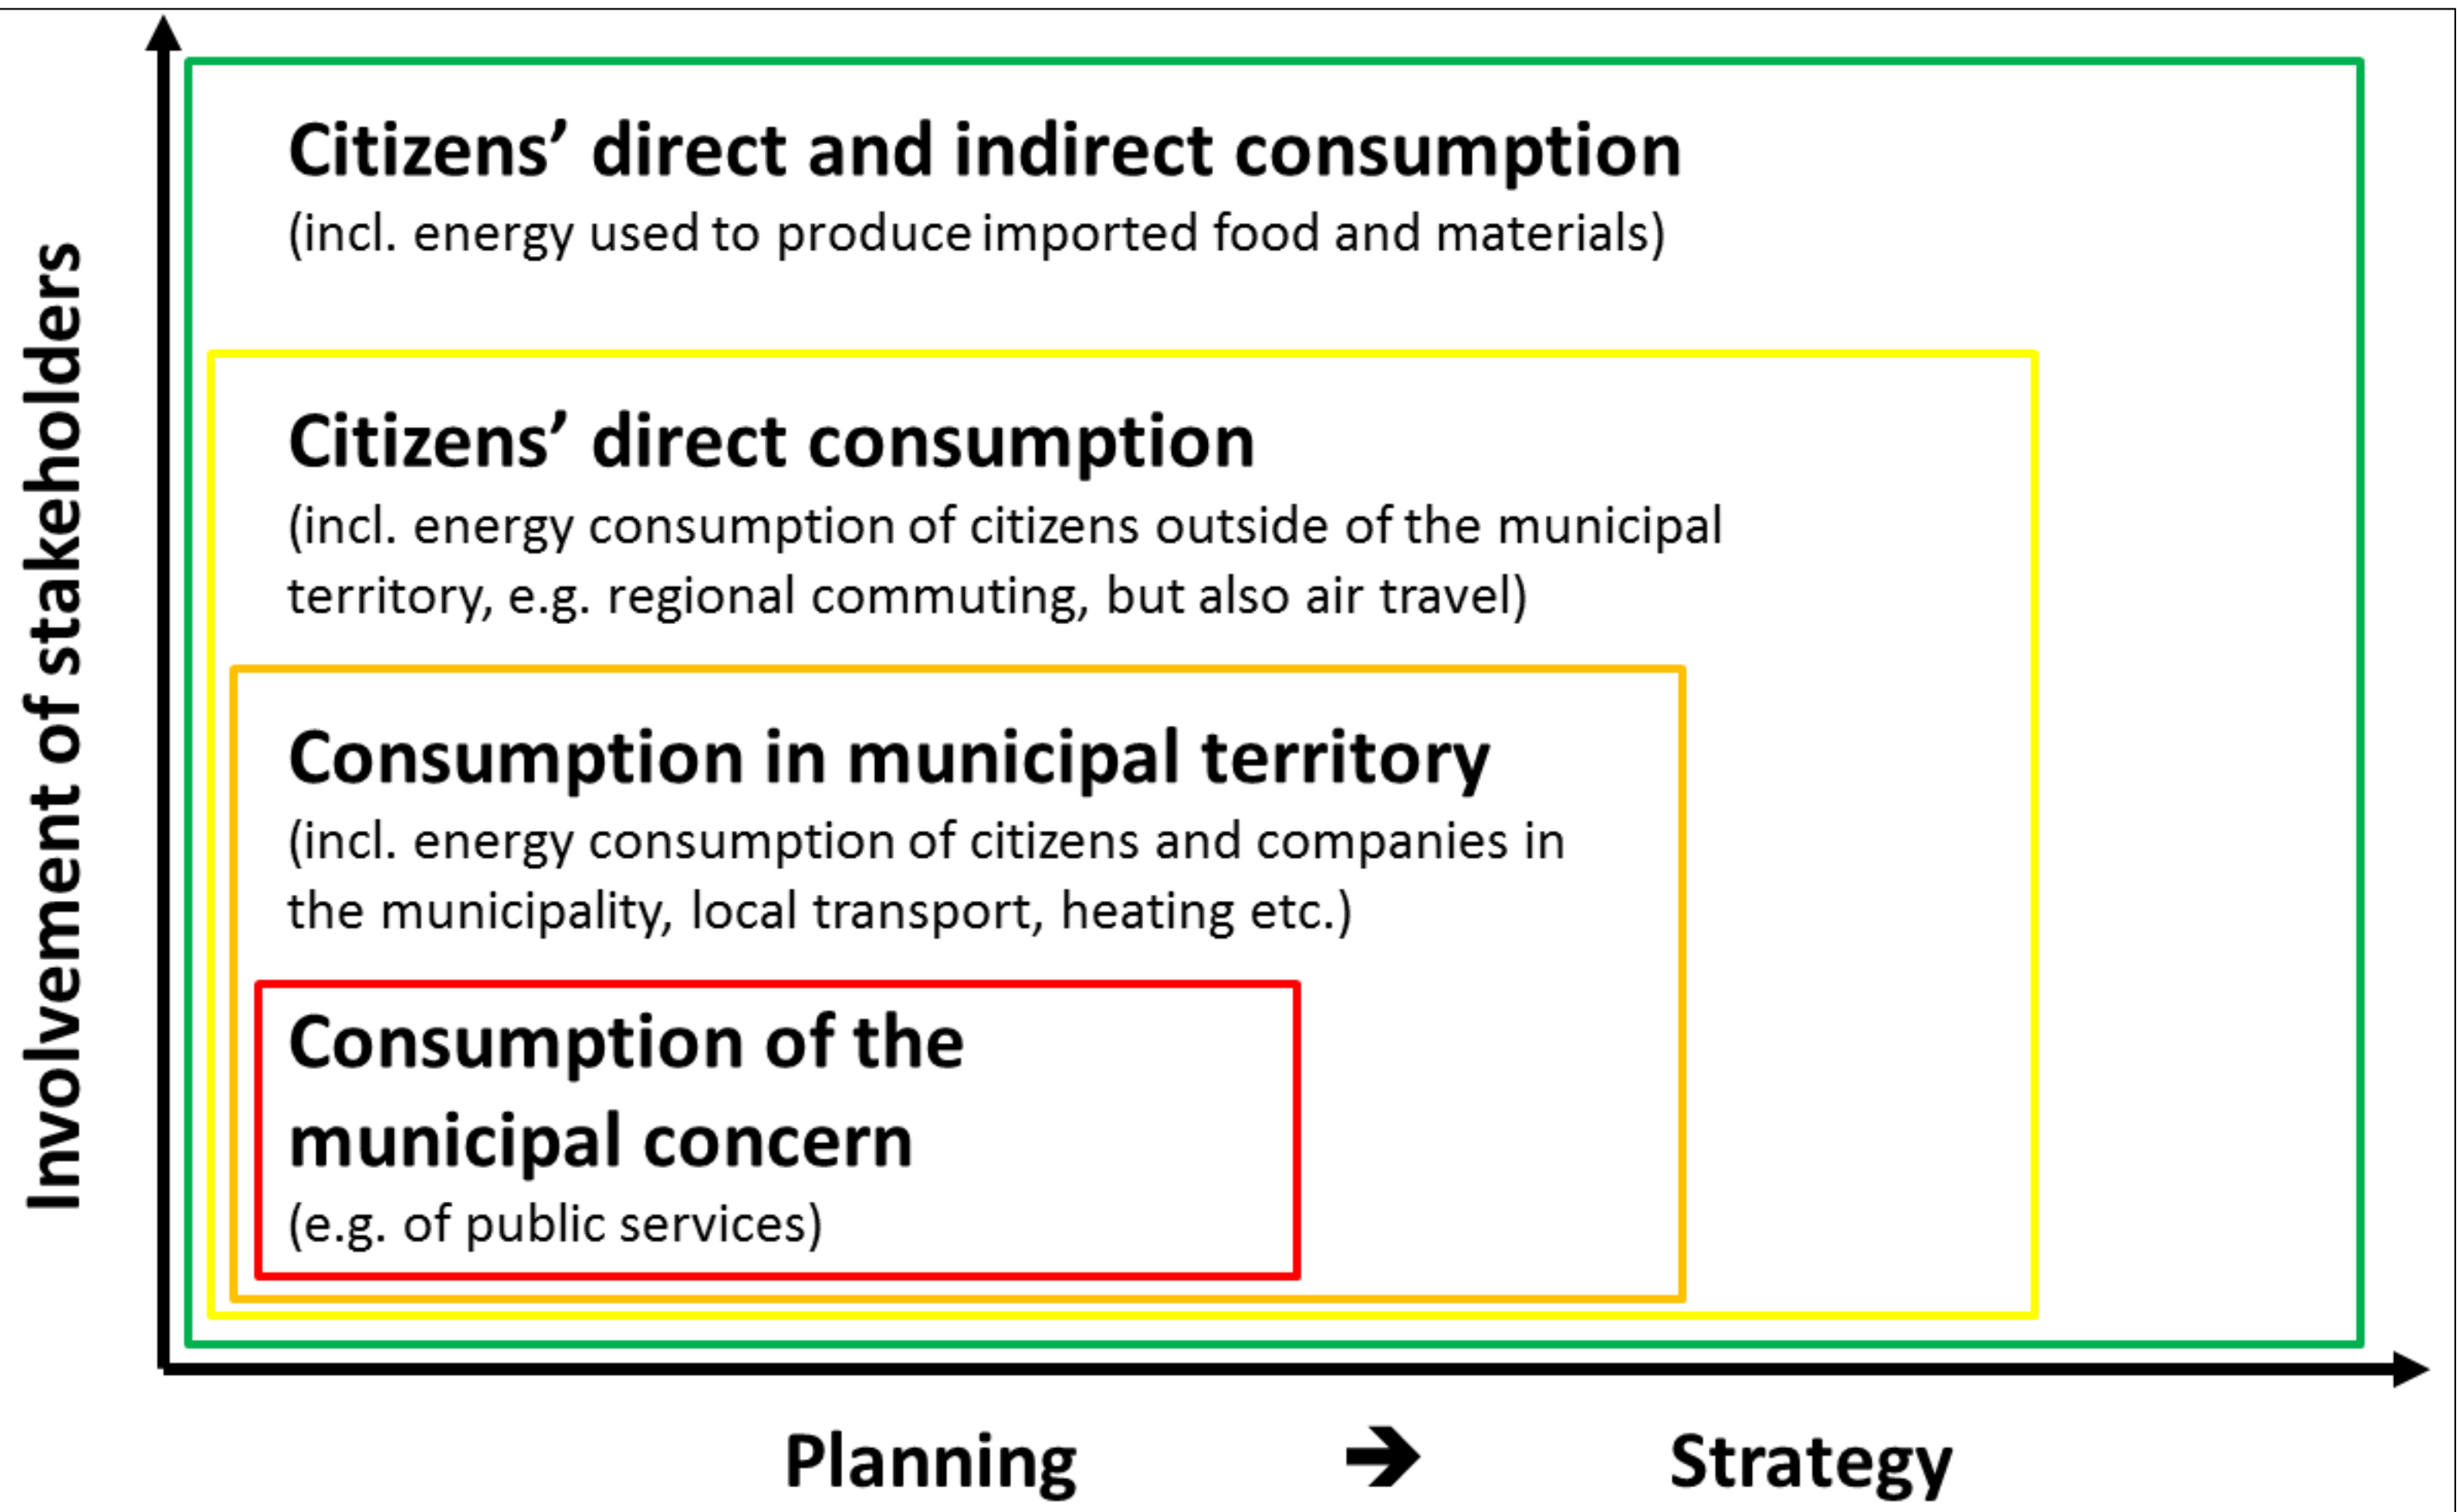 Involvement of stakeholders
Citizens’ direct and indirect consumption
(incl. energy used to produce imported food and materials)
Citizens’ direct consumption
(incl. energy consumption of citizens outside of the municipal
territory, e.g. regional commuting, but also air travel)
Consumption in municipal territory
(incl. energy consumption of citizens and companies in
the municipality, local transport, heating etc.)
Consumption of the
municipal concern
(e.g. of public services)
Planning ➔ Strategy